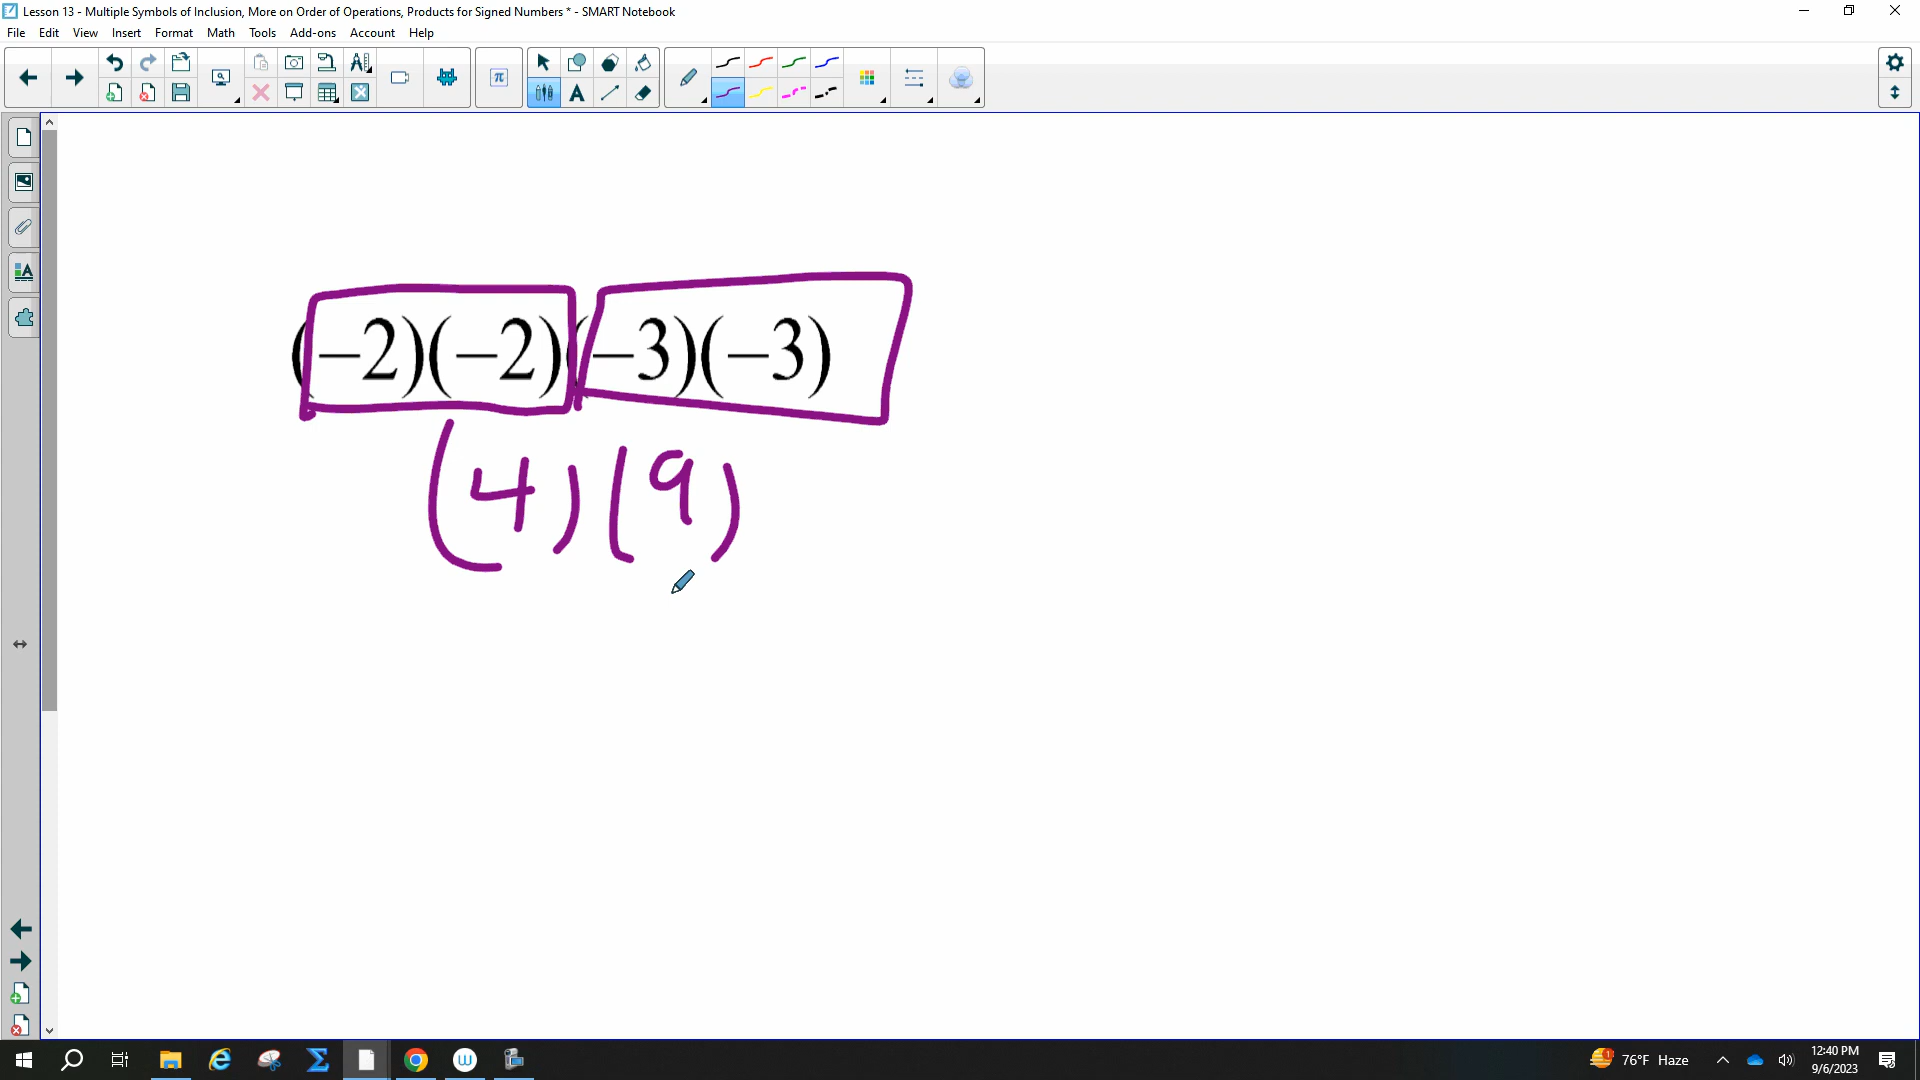 Lesson 13 - Multiple Symbols of Inclusion, More on Order of Operations, Products for Signed Numbers * - SMART Notebook
File Edit View Insert Format Math Tools Add-ons Account Help
(−2)(−2)(−3)(−3)
(4)(9)
76°F Haze
12:40 PM
9/6/2023